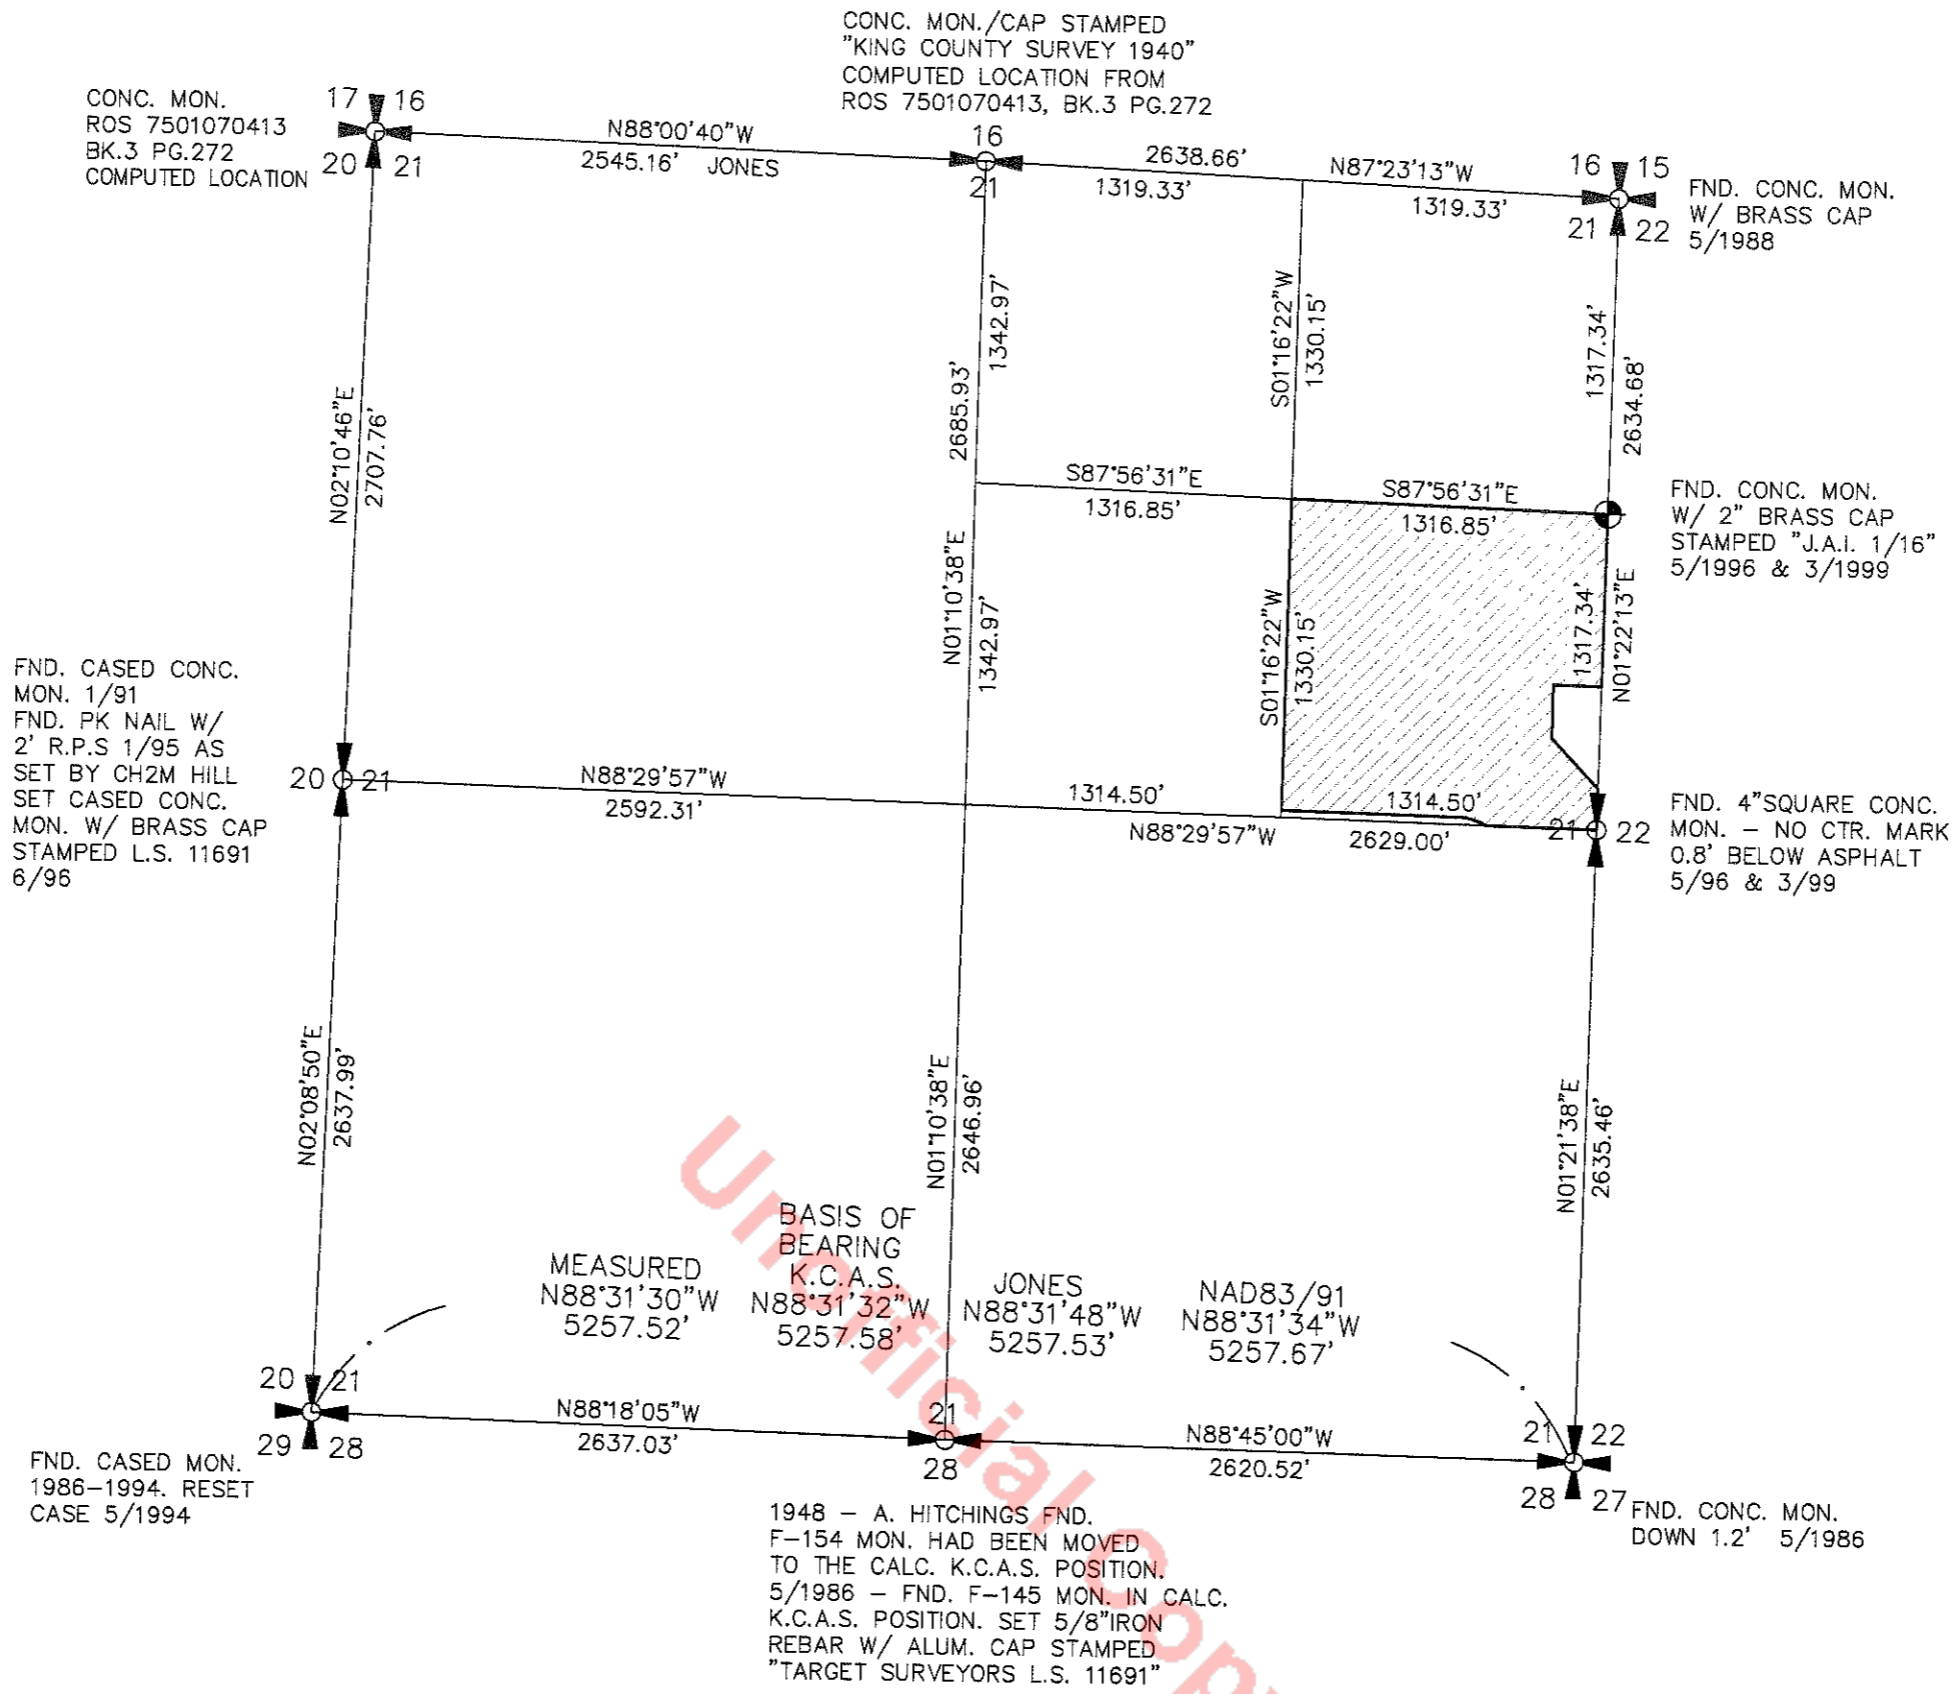 CONC. MON./CAP STAMPED
"KING COUNTY SURVEY 1940"
COMPUTED LOCATION FROM
ROS 7501070413, BK.3 PG.272
CONC. MON.
ROS 7501070413
BK.3 PG.272
COMPUTED LOCATION
17 16
20 21
N88°00'40"W
2545.16' JONES
16
21
2638.66'
N87°23'13"W
1319.33'
1319.33'
16 15
21 22
FND. CONC. MON.
W/ BRASS CAP
5/1988
N02°10'46"E
2707.76'
1342.97'
2685.93'
S01°16'22"W
1330.15'
1317.34'
2634.68'
S87°56'31"E
1316.85'
S87°56'31"E
1316.85'
FND. CONC. MON.
W/ 2" BRASS CAP
STAMPED "J.A.I. 1/16"
5/1996 & 3/1999
N01°10'38"E
1342.97'
S01°16'22"W
1330.15'
1317.34'
N01°22'13"E
FND. CASED CONC.
MON. 1/91
FND. PK NAIL W/
2' R.P.S 1/95 AS
SET BY CH2M HILL
SET CASED CONC.
MON. W/ BRASS CAP
STAMPED L.S. 11691
6/96
20 21
N88°29'57"W
2592.31'
1314.50'
1314.50'
N88°29'57"W
2629.00'
21 22
FND. 4"SQUARE CONC.
MON. – NO CTR. MARK
0.8' BELOW ASPHALT
5/96 & 3/99
N02°08'50"E
2637.99'
N01°10'38"E
2646.96'
N01°21'38"E
2635.46'
MEASURED
N88°31'30"W
5257.52'
BASIS OF
BEARING
K.C.A.S.
N88°31'32"W
5257.58'
JONES
N88°31'48"W
5257.53'
NAD83/91
N88°31'34"W
5257.67'
20 21
29 28
N88°18'05"W
2637.03'
21
28
N88°45'00"W
2620.52'
21 22
28 27
FND. CASED MON.
1986–1994. RESET
CASE 5/1994
1948 – A. HITCHINGS FND.
F–154 MON. HAD BEEN MOVED
TO THE CALC. K.C.A.S. POSITION.
5/1986 – FND. F–145 MON. IN CALC.
K.C.A.S. POSITION. SET 5/8"IRON
REBAR W/ ALUM. CAP STAMPED
"TARGET SURVEYORS L.S. 11691"
FND. CONC. MON.
DOWN 1.2' 5/1986
Unofficial Cop